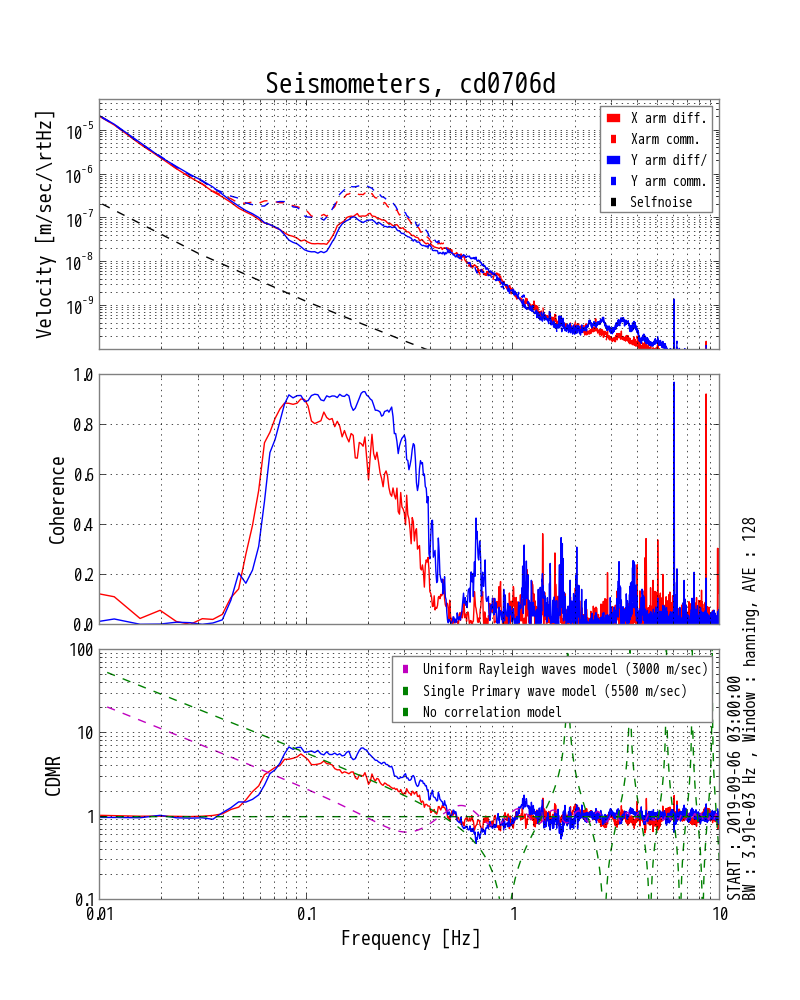 Seismometers, cd0706d
Velocity [m/sec/\rtHz]
10^-5
10^-6
10^-7
10^-8
10^-9
X arm diff.
Xarm comm.
Y arm diff/
Y arm comm.
Selfnoise
Coherence
1.0
0.8
0.6
0.4
0.2
0.0
CDMR
100
10
1
0.1
Uniform Rayleigh waves model (3000 m/sec)
Single Primary wave model (5500 m/sec)
No correlation model
0.01
0.1
1
10
Frequency [Hz]
START : 2019-09-06 03:00:00
BW : 3.91e-03 Hz , Window : hanning, AVE : 128